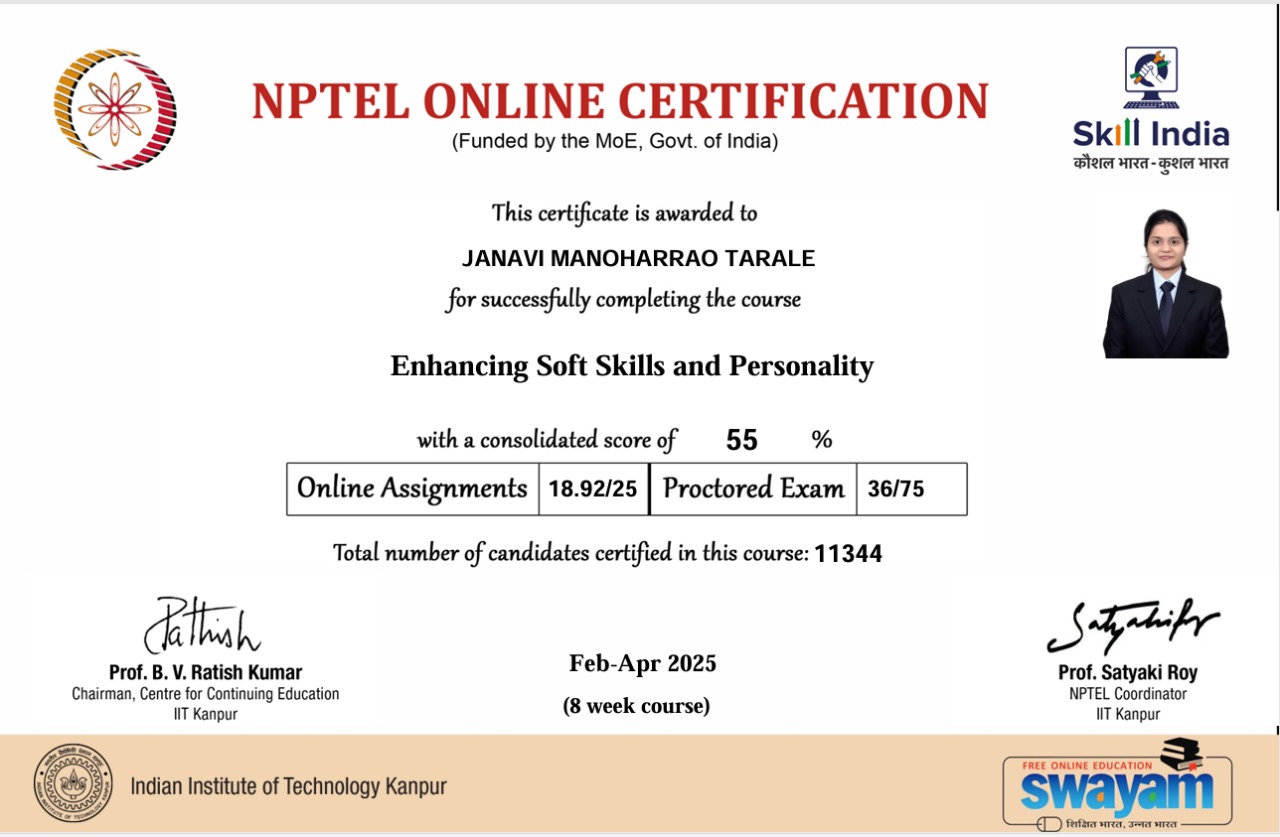 NPTEL ONLINE CERTIFICATION
(Funded by the MoE, Govt. of India)
Skill India
कौशल भारत - कुशल भारत
This certificate is awarded to
JANAVI MANOHARRAO TARALE
for successfully completing the course
Enhancing Soft Skills and Personality
with a consolidated score of 55 %
Online Assignments 18.92/25 Proctored Exam 36/75
Total number of candidates certified in this course: 11344
Prof. B. V. Ratish Kumar
Chairman, Centre for Continuing Education
IIT Kanpur
Feb-Apr 2025
(8 week course)
Prof. Satyaki Roy
NPTEL Coordinator
IIT Kanpur
Indian Institute of Technology Kanpur
FREE ONLINE EDUCATION
swayam
शिक्षित भारत, उन्नत भारत